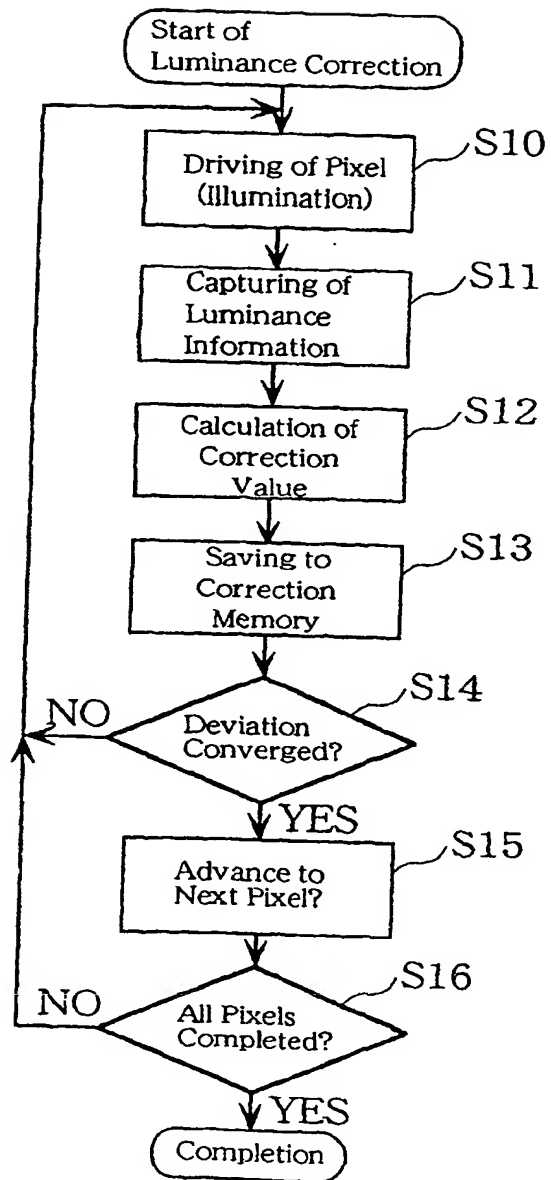 Start of
Luminance Correction
S10
Driving of Pixel
(Illumination)
S11
Capturing of
Luminance
Information
S12
Calculation of
Correction
Value
S13
Saving to
Correction
Memory
S14
NO
Deviation
Converged?
YES
S15
Advance to
Next Pixel?
S16
NO
All Pixels
Completed?
YES
Completion